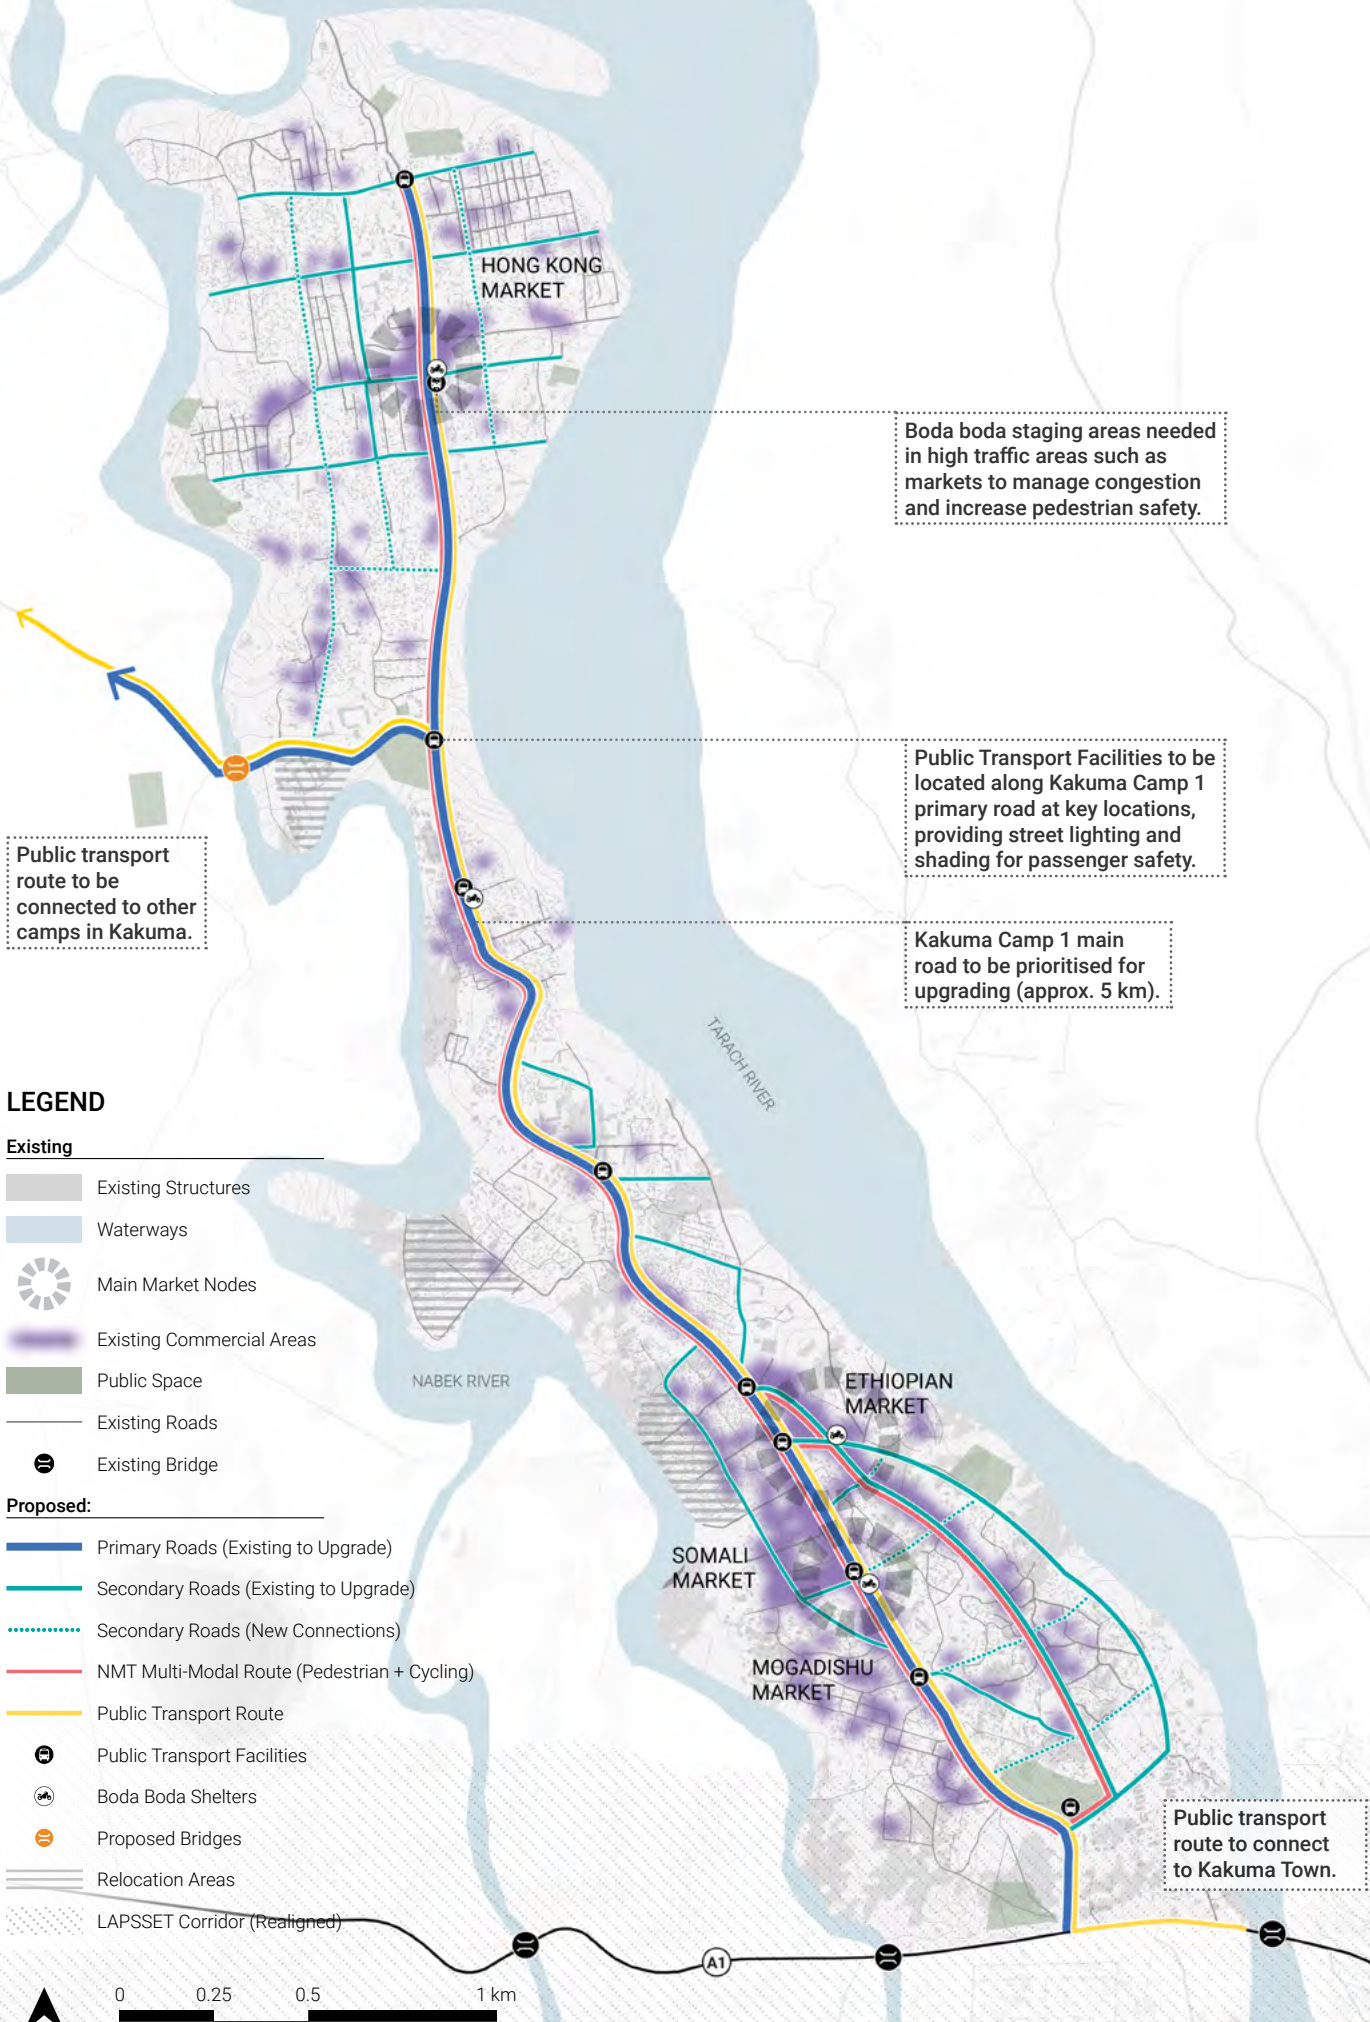 HONG KONG
MARKET
Boda boda staging areas needed
in high traffic areas such as
markets to manage congestion
and increase pedestrian safety.
Public Transport Facilities to be
located along Kakuma Camp 1
primary road at key locations,
providing street lighting and
shading for passenger safety.
Public transport
route to be
connected to other
camps in Kakuma.
Kakuma Camp 1 main
road to be prioritised for
upgrading (approx. 5 km).
TARACH RIVER
LEGEND
Existing
Existing Structures
Waterways
Main Market Nodes
Existing Commercial Areas
Public Space
Existing Roads
Existing Bridge
NABEK RIVER
ETHIOPIAN
MARKET
SOMALI
MARKET
MOGADISHU
MARKET
Proposed:
Primary Roads (Existing to Upgrade)
Secondary Roads (Existing to Upgrade)
Secondary Roads (New Connections)
NMT Multi-Modal Route (Pedestrian + Cycling)
Public Transport Route
Public Transport Facilities
Boda Boda Shelters
Proposed Bridges
Relocation Areas
LAPSSET Corridor (Realigned)
Public transport
route to connect
to Kakuma Town.
A1
0 0.25 0.5 1 km